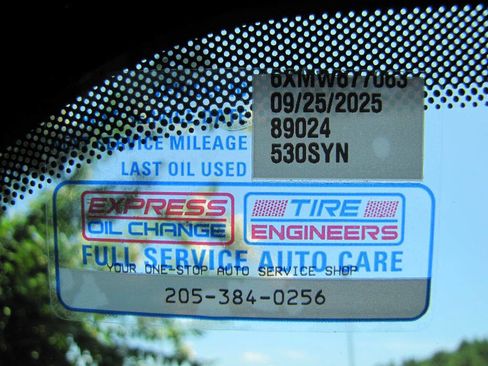 09/25/2025
SERVICE MILEAGE 89024
LAST OIL USED 530SYN
EXPRESS OIL CHANGE TIRE ENGINEERS
FULL SERVICE AUTO CARE
YOUR ONE-STOP AUTO SERVICE SHOP
205-384-0256